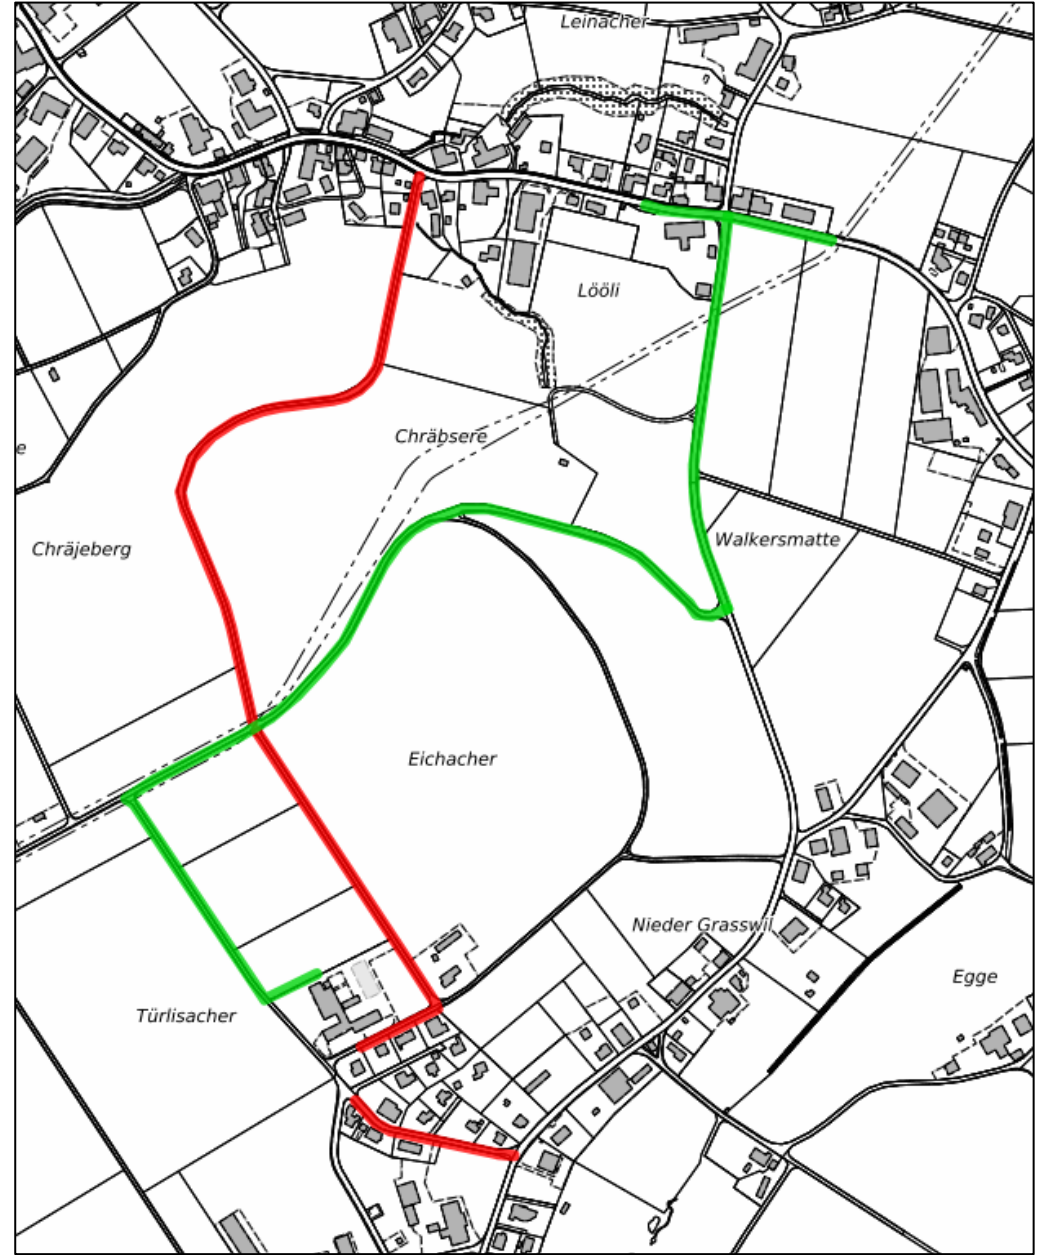 Leinacher
Lööli
Chräbsere
e
Chräjeberg
Walkersmatte
Eichacher
Nieder Grasswil
Egge
Türlisacher